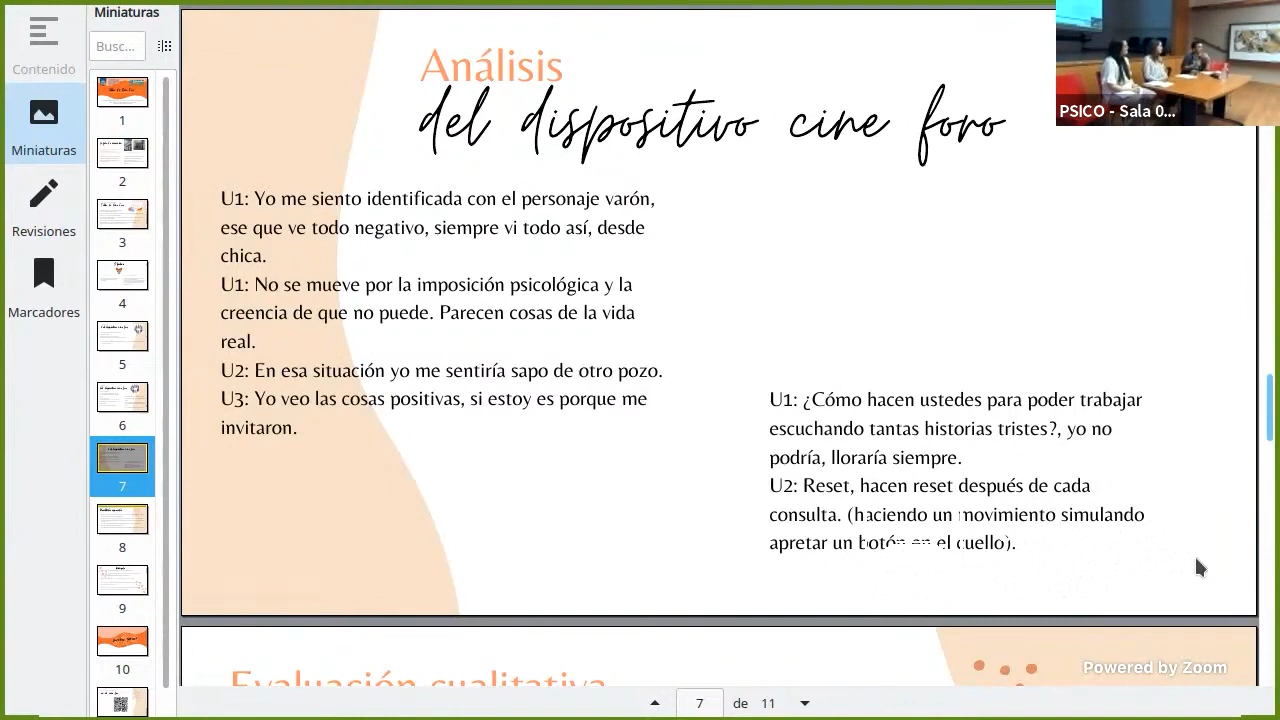 Miniaturas
Busc...
Contenido
Miniaturas
Revisiones
Marcadores
1
2
3
4
5
6
7
8
9
10
Análisis
del dispositivo cine foro
PSICO - Sala 0...
U1: Yo me siento identificada con el personaje varón,
ese que ve todo negativo, siempre vi todo así, desde
chica.
U1: No se mueve por la imposición psicológica y la
creencia de que no puede. Parecen cosas de la vida
real.
U2: En esa situación yo me sentiría sapo de otro pozo.
U3: Yo veo las cosas positivas, si estoy es porque me
invitaron.
U1: ¿Cómo hacen ustedes para poder trabajar
escuchando tantas historias tristes?, yo no
podría, lloraría siempre.
U2: Reset, hacen reset después de cada
consulta. (haciendo un movimiento simulando
apretar un botón en el cuello).
Evaluación cualitativa
Powered by Zoom
7 de 11